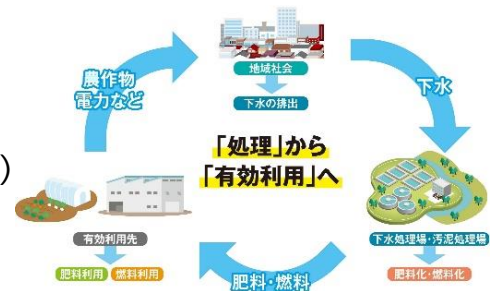 地域社会
下水の排出
農作物
電力など
下水
「処理」から
「有効利用」へ
)
有効利用先
肥料利用 燃料利用
下水処理場・汚泥処理場
肥料化・燃料化
肥料・燃料